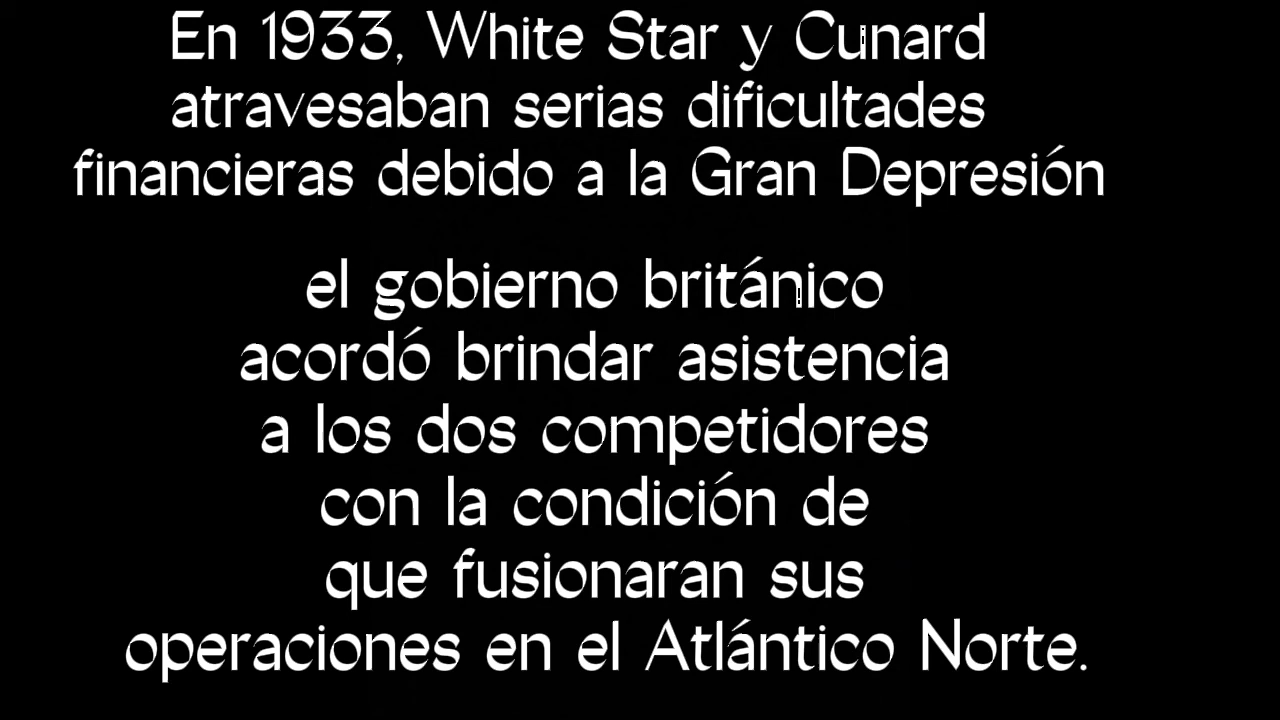 En 1933, White Star y Cunard
atravesaban serias dificultades
financieras debido a la Gran Depresión
el gobierno británico
acordó brindar asistencia
a los dos competidores
con la condición de
que fusionaran sus
operaciones en el Atlántico Norte.